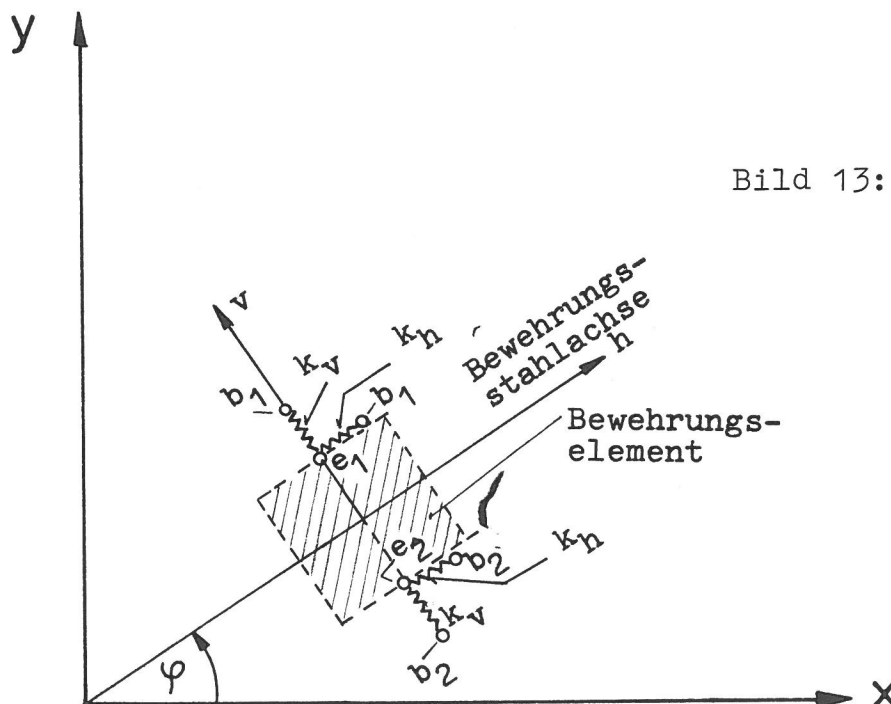 y
Bild 13:
Bewehrungs-
stahlachse
h
v
k_v
k_h
b_1
b_1
e_1
Bewehrungs-
element
e_2
b_2
k_h
k_v
b_2
φ
x